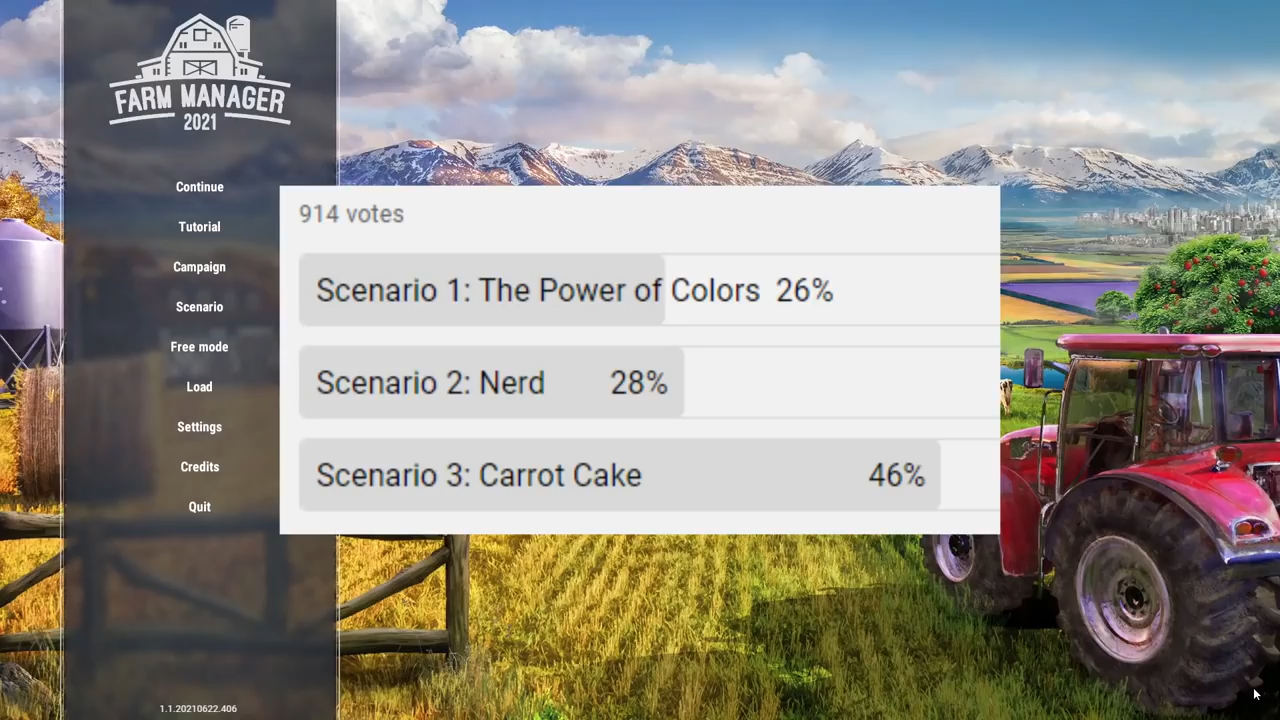 FARM MANAGER
2021
Continue
Tutorial
Campaign
Scenario
Free mode
Load
Settings
Credits
Quit
914 votes
Scenario 1: The Power of Colors 26%
Scenario 2: Nerd 28%
Scenario 3: Carrot Cake 46%
1.1.20210622.406